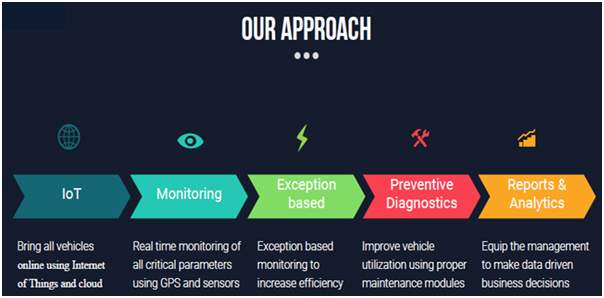 OUR APPROACH
IoT
Monitoring
Exception
based
Preventive
Diagnostics
Reports &
Analytics
Bring all vehicles
online using Internet
of Things and cloud
Real time monitoring of
all critical parameters
using GPS and sensors
Exception based
monitoring to
increase efficiency
Improve vehicle
utilization using proper
maintenance modules
Equip the management
to make data driven
business decisions